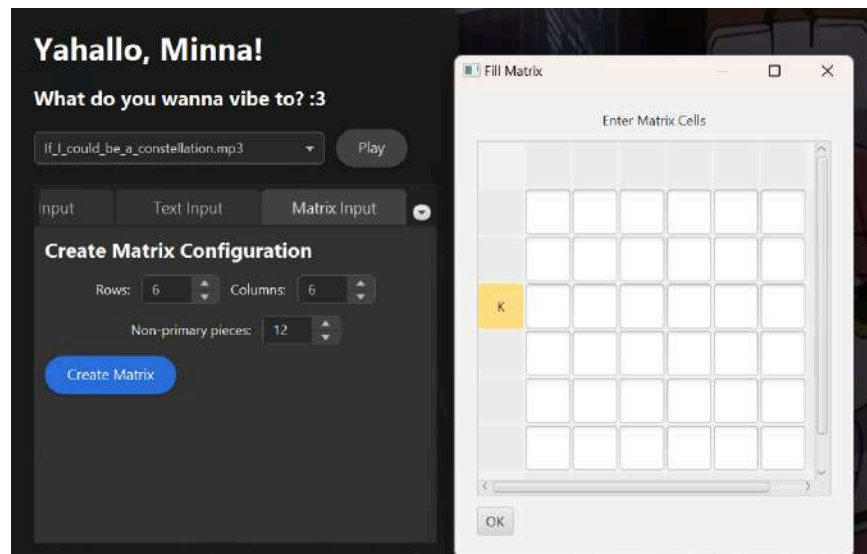 Yahallo, Minna!
What do you wanna vibe to? :3
If_I_could_be_a_constellation.mp3
Play
Input
Text Input
Matrix Input
Create Matrix Configuration
Rows: 6 Columns: 6
Non-primary pieces: 12
Create Matrix
Fill Matrix
Enter Matrix Cells
K
OK